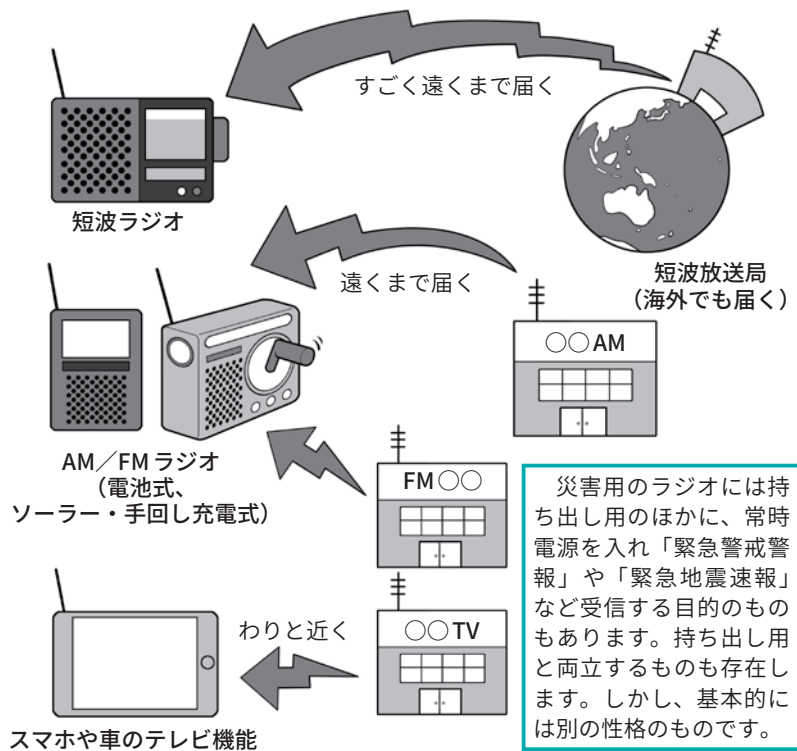 すごく遠くまで届く
短波ラジオ
短波放送局
（海外でも届く）
遠くまで届く
○○AM
AM／FMラジオ
（電池式、
ソーラー・手回し充電式）
FM○○
わりと近く
○○TV
スマホや車のテレビ機能
災害用のラジオには持
ち出し用のほかに、常時
電源を入れ「緊急警戒警
報」や「緊急地震速報」
など受信する目的のもの
もあります。持ち出し用
と両立するものも存在し
ます。しかし、基本的に
は別の性格のものです。